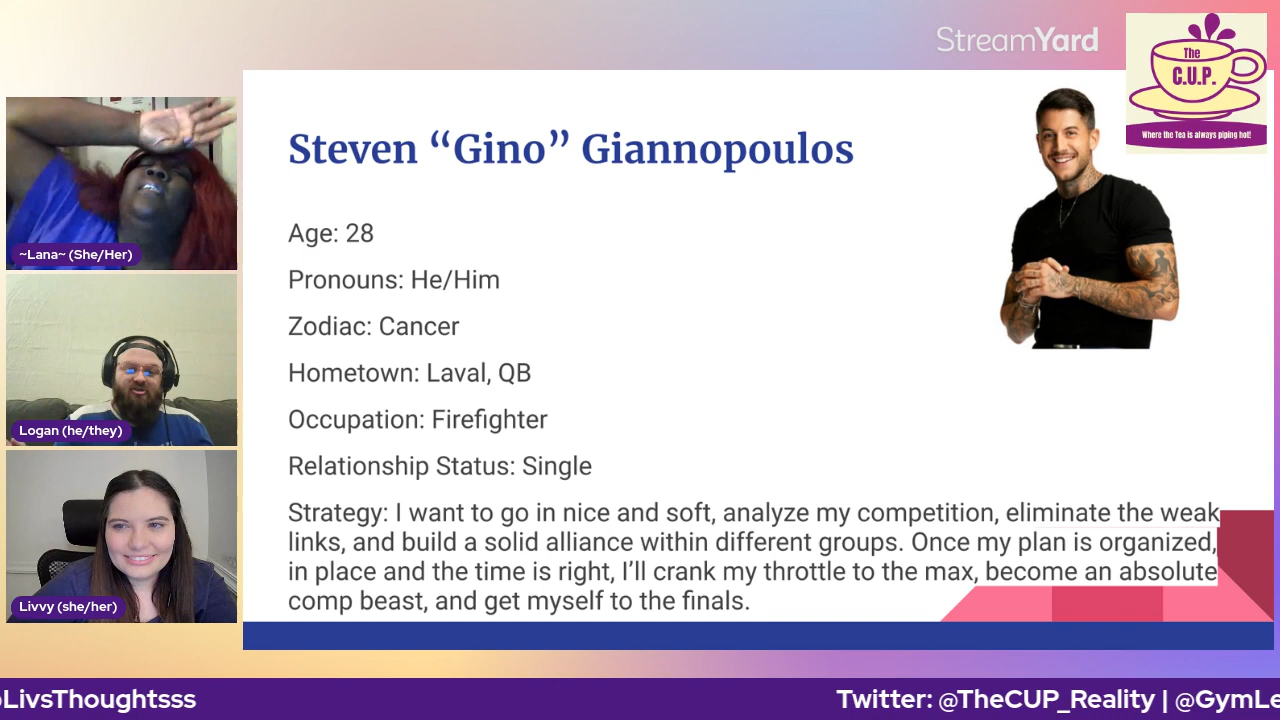 StreamYard
The
C.U.P.
Where the Tea is always piping hot!
Steven “Gino” Giannopoulos
Age: 28
Pronouns: He/Him
Zodiac: Cancer
Hometown: Laval, QB
Occupation: Firefighter
Relationship Status: Single
Strategy: I want to go in nice and soft, analyze my competition, eliminate the weak
links, and build a solid alliance within different groups. Once my plan is organized,
in place and the time is right, I’ll crank my throttle to the max, become an absolute
comp beast, and get myself to the finals.
~Lana~ (She/Her)
Logan (he/they)
Livvy (she/her)
LivsThoughtsss
Twitter: @TheCUP_Reality | @GymLe